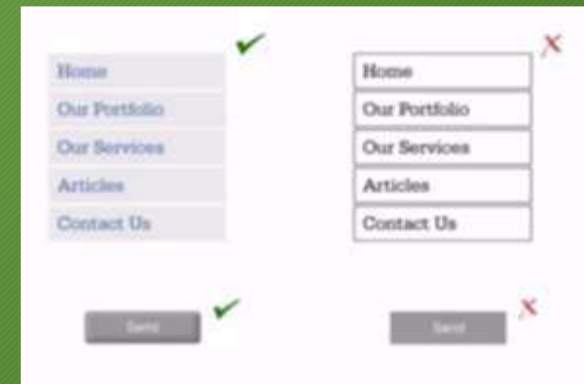 Home
Our Portfolio
Our Services
Articles
Contact Us
Send
Home
Our Portfolio
Our Services
Articles
Contact Us
Send